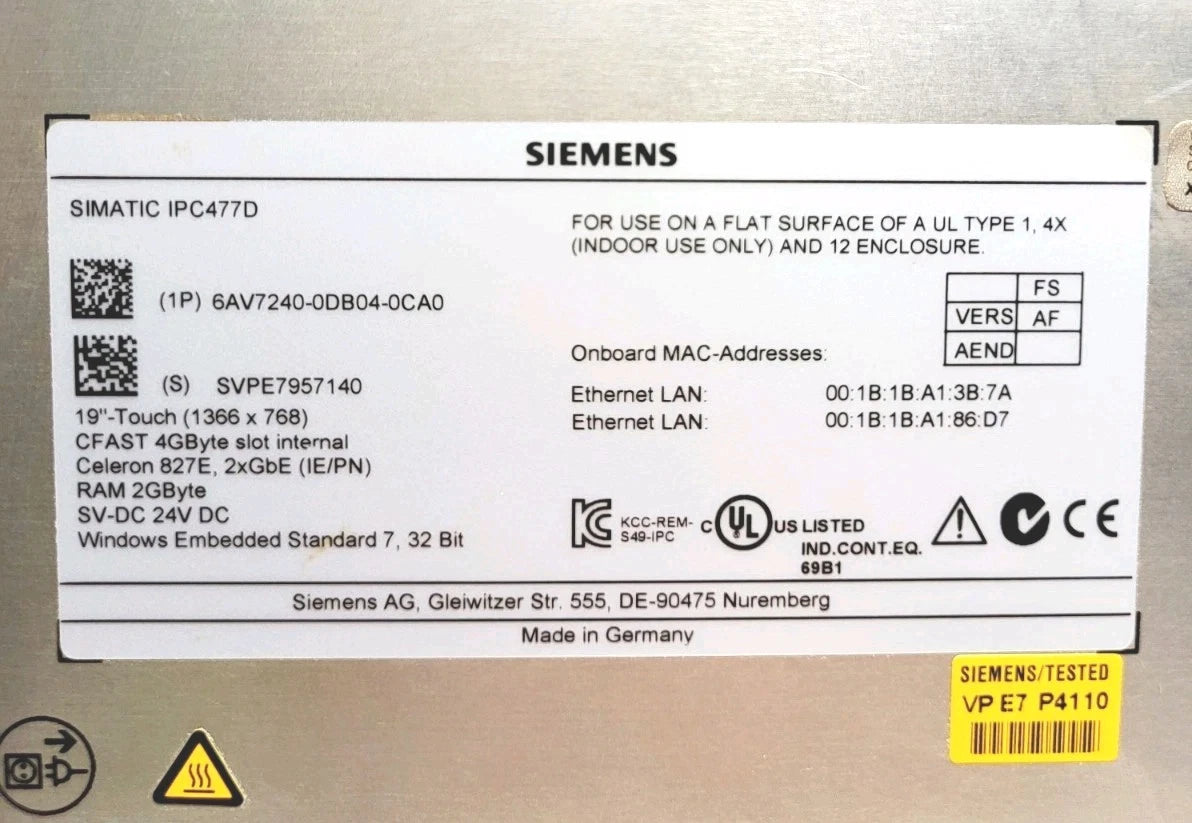 SIEMENS
SIMATIC IPC477D
(1P) 6AV7240-0DB04-0CA0
(S) SVPE7957140
19"-Touch (1366 x 768)
CFAST 4GByte slot internal
Celeron 827E, 2xGbE (IE/PN)
RAM 2GByte
SV-DC 24V DC
Windows Embedded Standard 7, 32 Bit
FOR USE ON A FLAT SURFACE OF A UL TYPE 1, 4X
(INDOOR USE ONLY) AND 12 ENCLOSURE.
FS
VERS AF
AEND
Onboard MAC-Addresses:
Ethernet LAN: 00:1B:1B:A1:3B:7A
Ethernet LAN: 00:1B:1B:A1:86:D7
KCC-REM-
S49-IPC
C UL US LISTED
IND.CONT.EQ.
69B1
CE
Siemens AG, Gleiwitzer Str. 555, DE-90475 Nuremberg
Made in Germany
SIEMENS/TESTED
VP E7 P4110